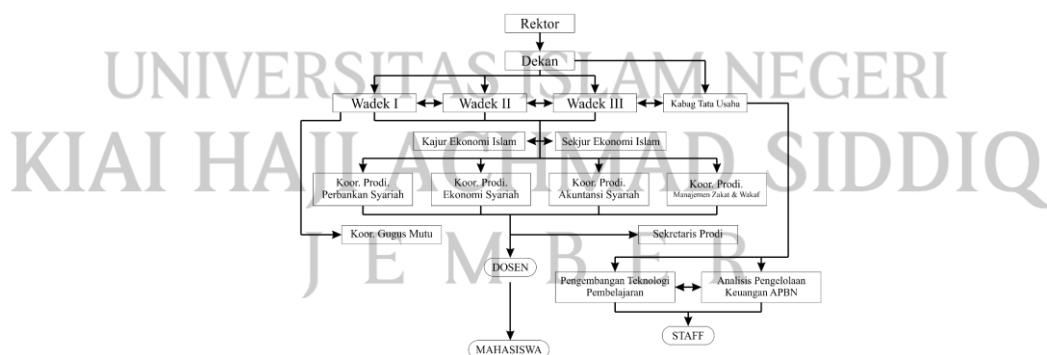 Rektor
Dekan
UNIVERSITAS ISLAM NEGERI
Wadek I
Wadek II
Wadek III
Kabag Tata Usaha
KIAI HAJI ACHMAD SIDDIQ
Kajur Ekonomi Islam
Sekjur Ekonomi Islam
Koor. Prodi.
Perbankan Syariah
Koor. Prodi.
Ekonomi Syariah
Koor. Prodi.
Akuntansi Syariah
Koor. Prodi.
Manajemen Zakat & Wakaf
Koor. Gugus Mutu
Sekretaris Prodi
JEMBER
DOSEN
Pengembangan Teknologi
Pembelajaran
Analisis Pengelolaan
Keuangan APBN
STAFF
MAHASISWA